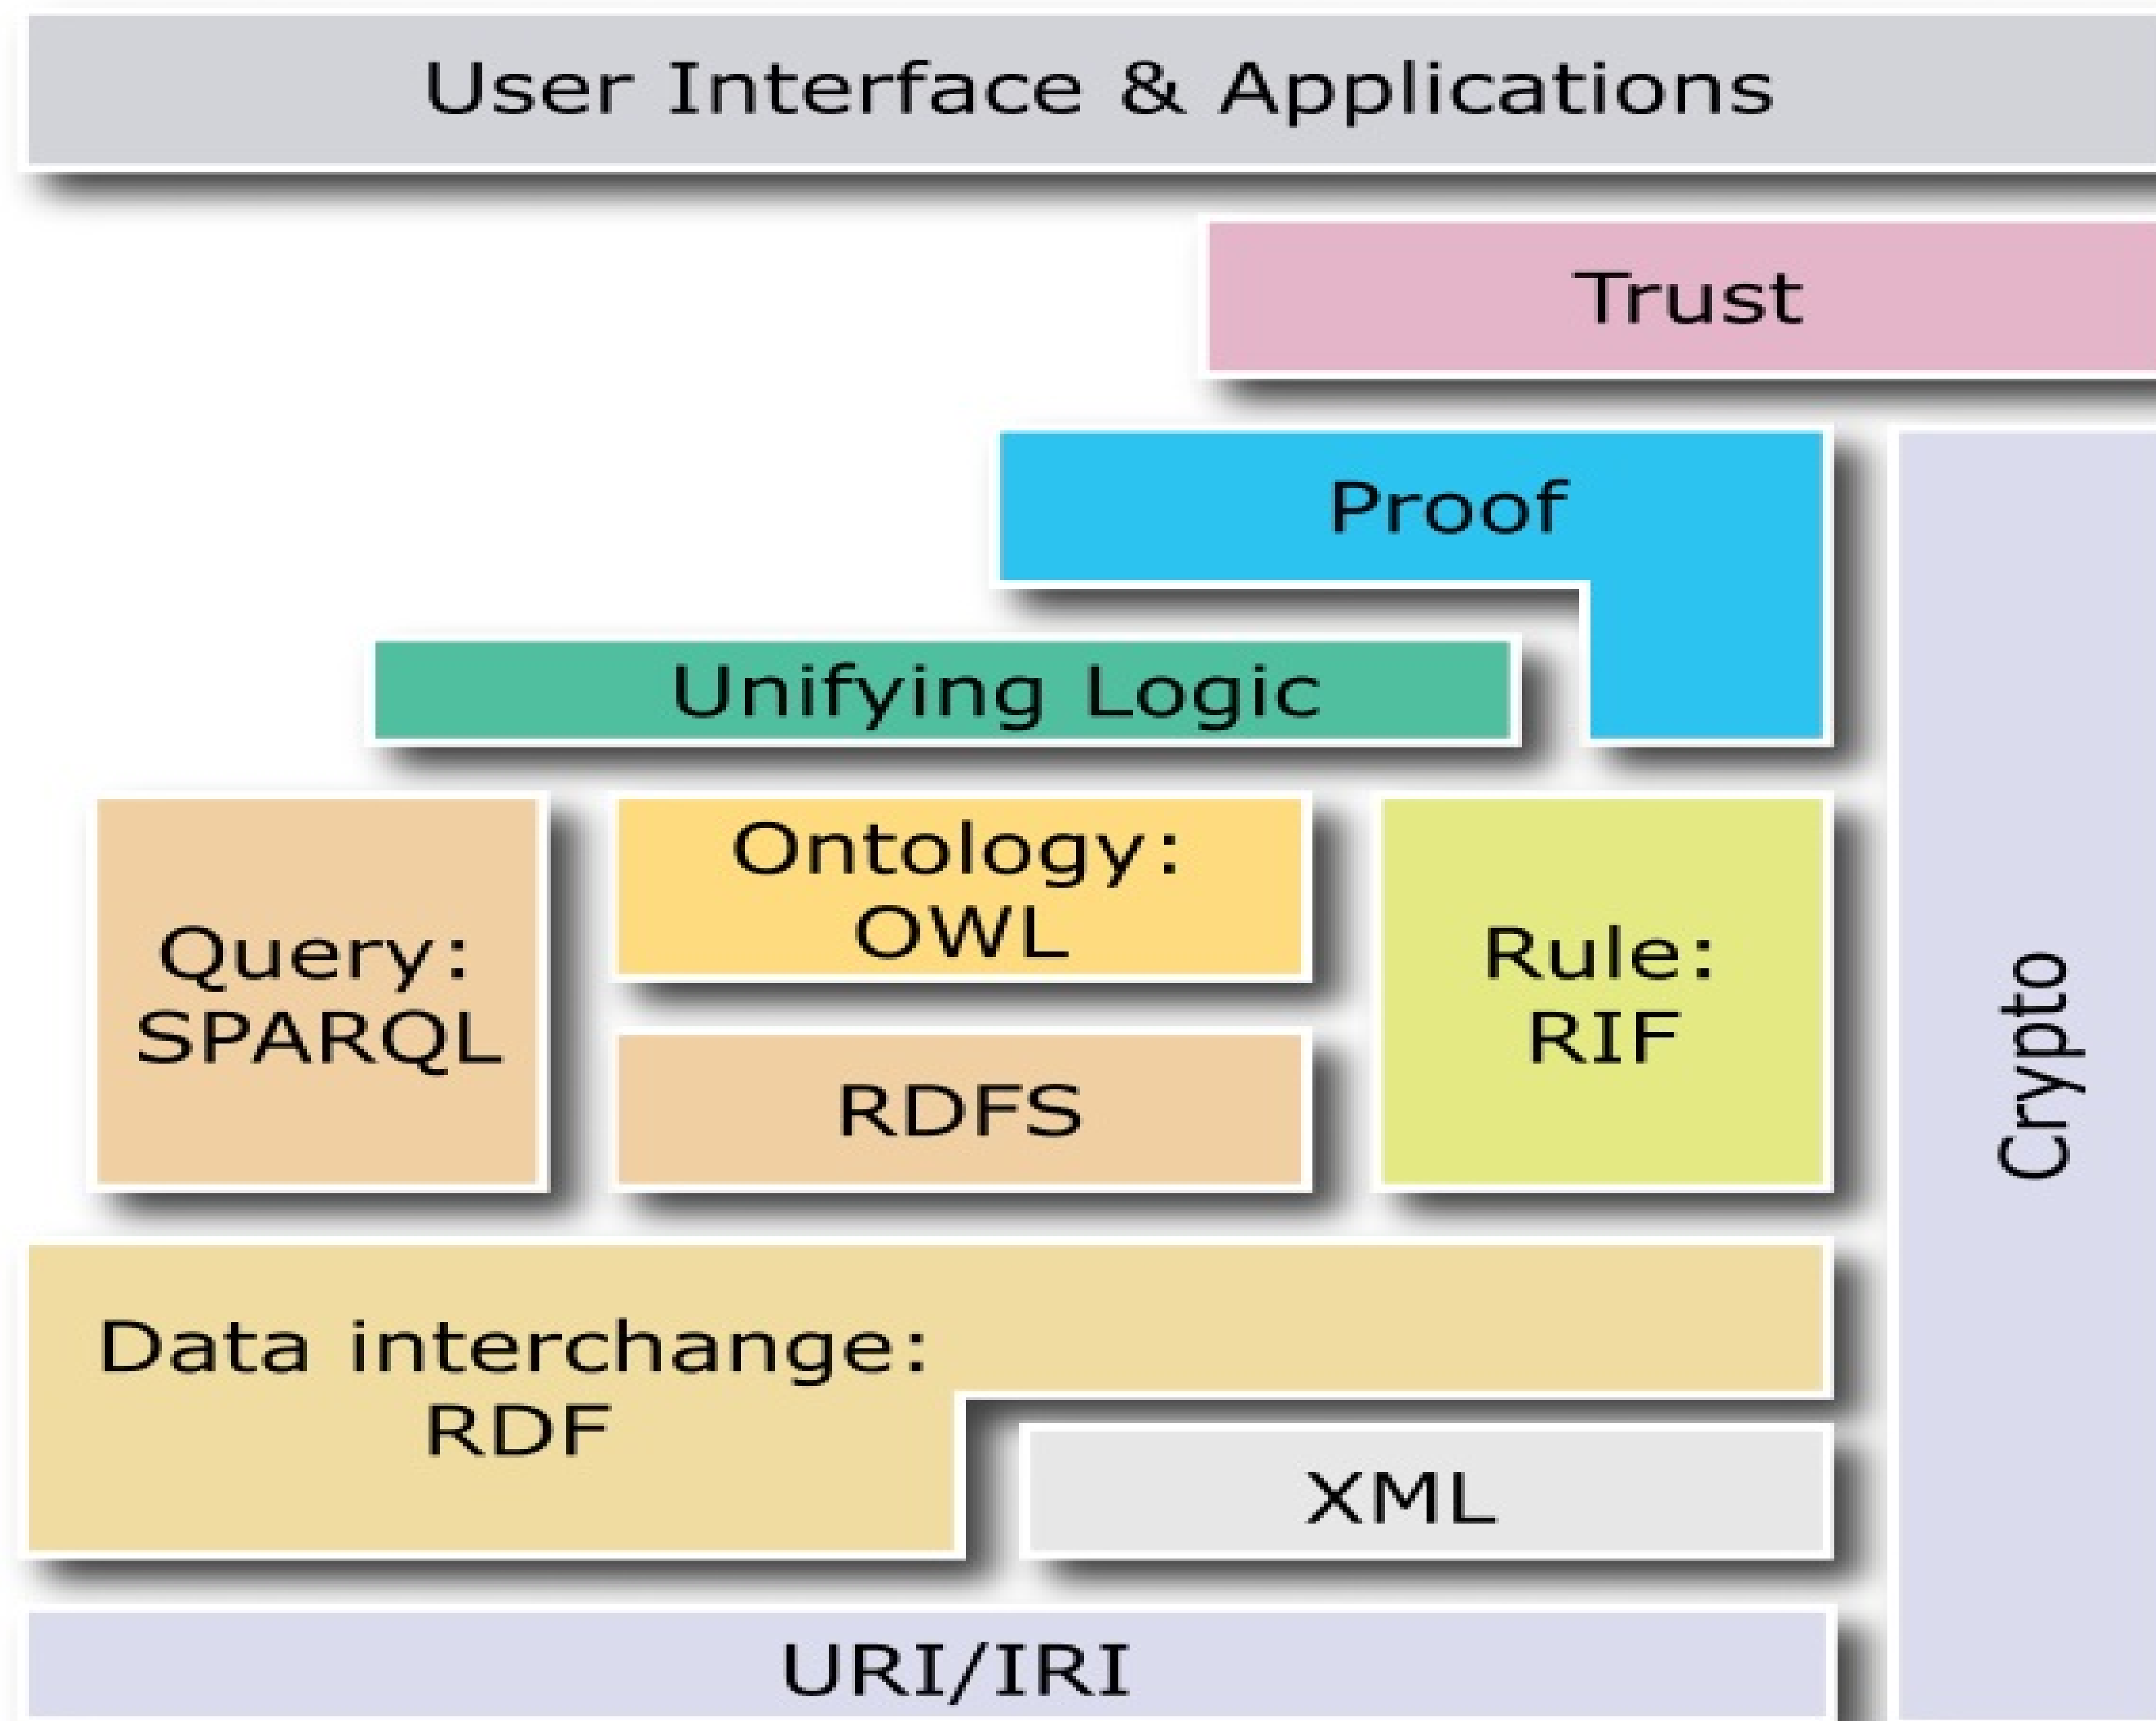 User Interface & Applications
Trust
Proof
Unifying Logic
Query:
SPARQL
Ontology:
OWL
RDFS
Rule:
RIF
Crypto
Data interchange:
RDF
XML
URI/IRI